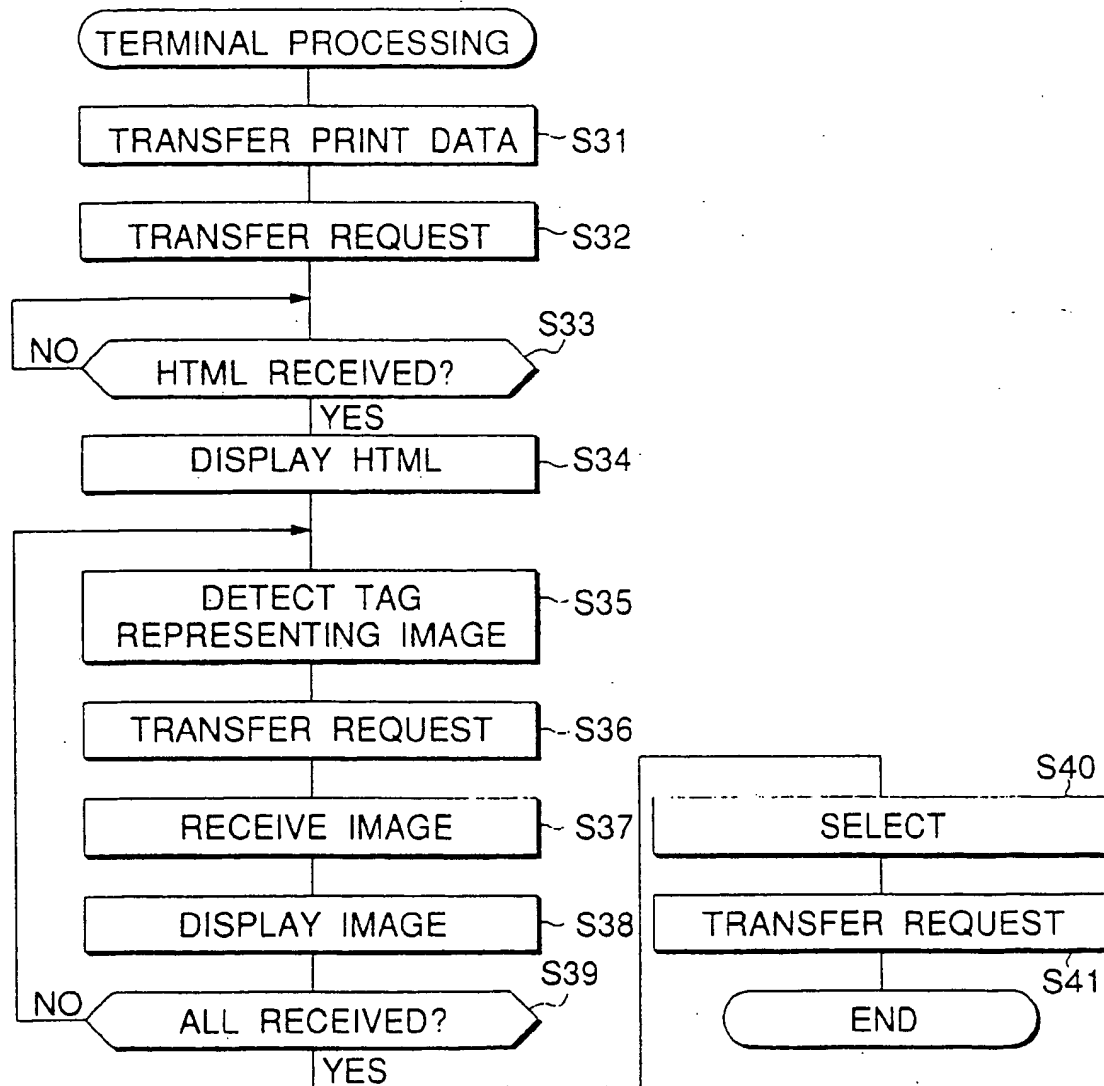 TERMINAL PROCESSING
TRANSFER PRINT DATA
S31
TRANSFER REQUEST
S32
S33
NO
HTML RECEIVED?
YES
DISPLAY HTML
S34
DETECT TAG
REPRESENTING IMAGE
S35
TRANSFER REQUEST
S36
RECEIVE IMAGE
S37
DISPLAY IMAGE
S38
S39
NO
ALL RECEIVED?
YES
S40
SELECT
TRANSFER REQUEST
S41
END